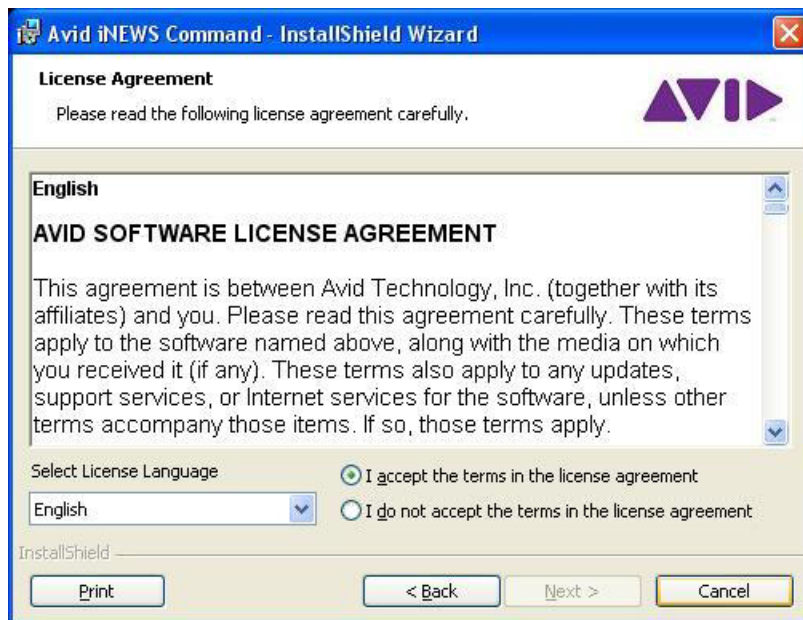 Avid iNEWS Command - InstallShield Wizard
License Agreement
Please read the following license agreement carefully.
AVID
English
AVID SOFTWARE LICENSE AGREEMENT
This agreement is between Avid Technology, Inc. (together with its
affiliates) and you. Please read this agreement carefully. These terms
apply to the software named above, along with the media on which
you received it (if any). These terms also apply to any updates,
support services, or Internet services for the software, unless other
terms accompany those items. If so, those terms apply.
Select License Language
English
I accept the terms in the license agreement
I do not accept the terms in the license agreement
InstallShield
Print
< Back
Next >
Cancel